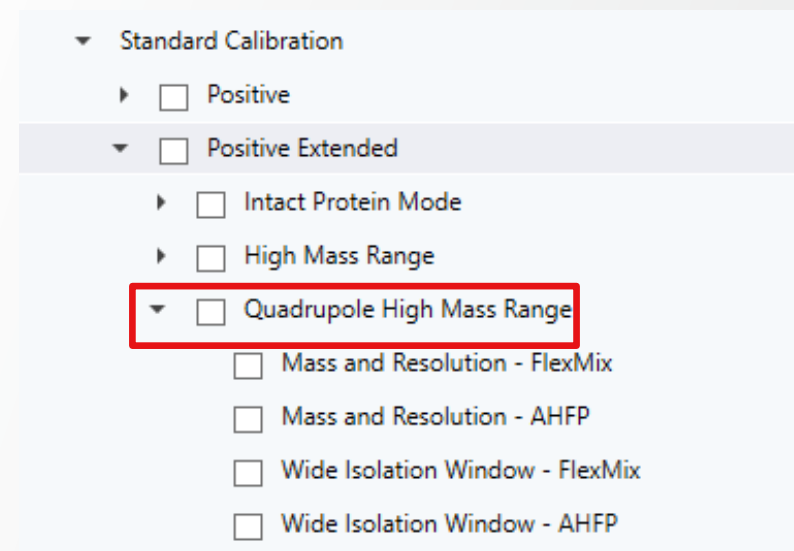 Standard Calibration
Positive
Positive Extended
Intact Protein Mode
High Mass Range
Quadrupole High Mass Range
Mass and Resolution - FlexMix
Mass and Resolution - AHFP
Wide Isolation Window - FlexMix
Wide Isolation Window - AHFP